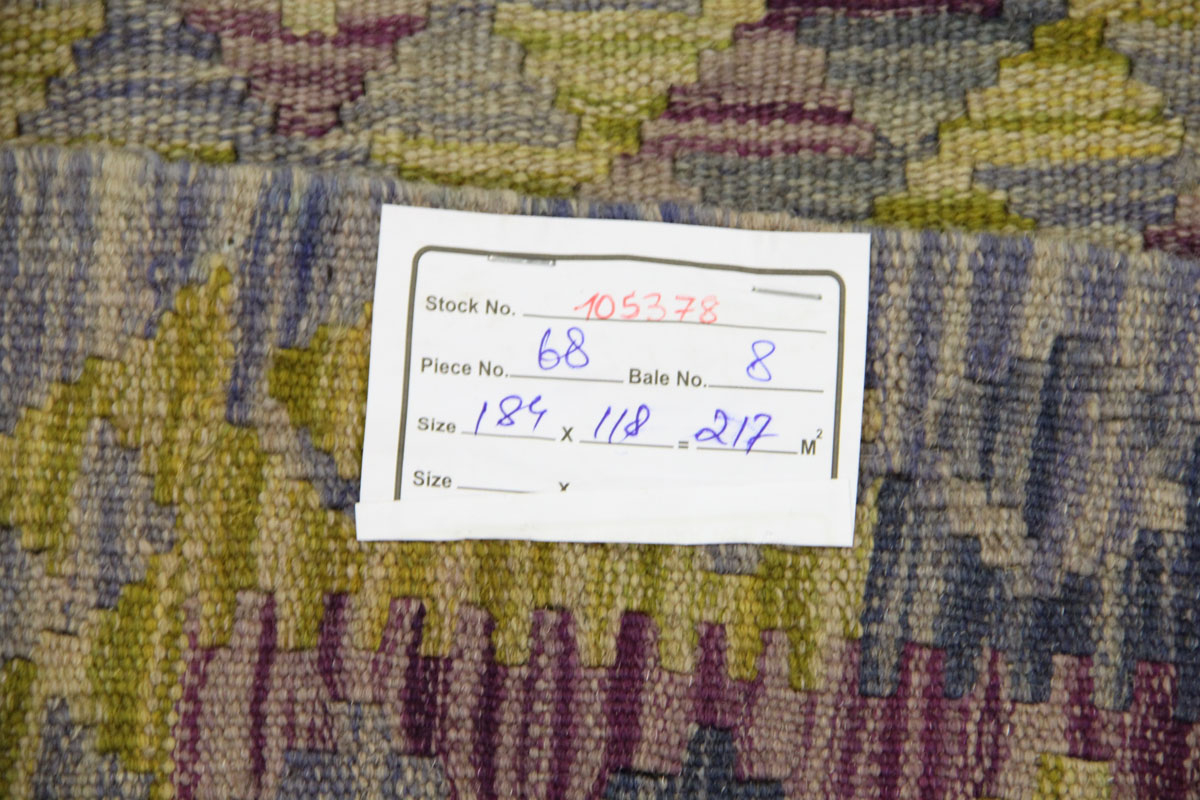 Stock No. 105378
Piece No. 68 Bale No. 8
Size 184 x 118 = 217 M²
Size x